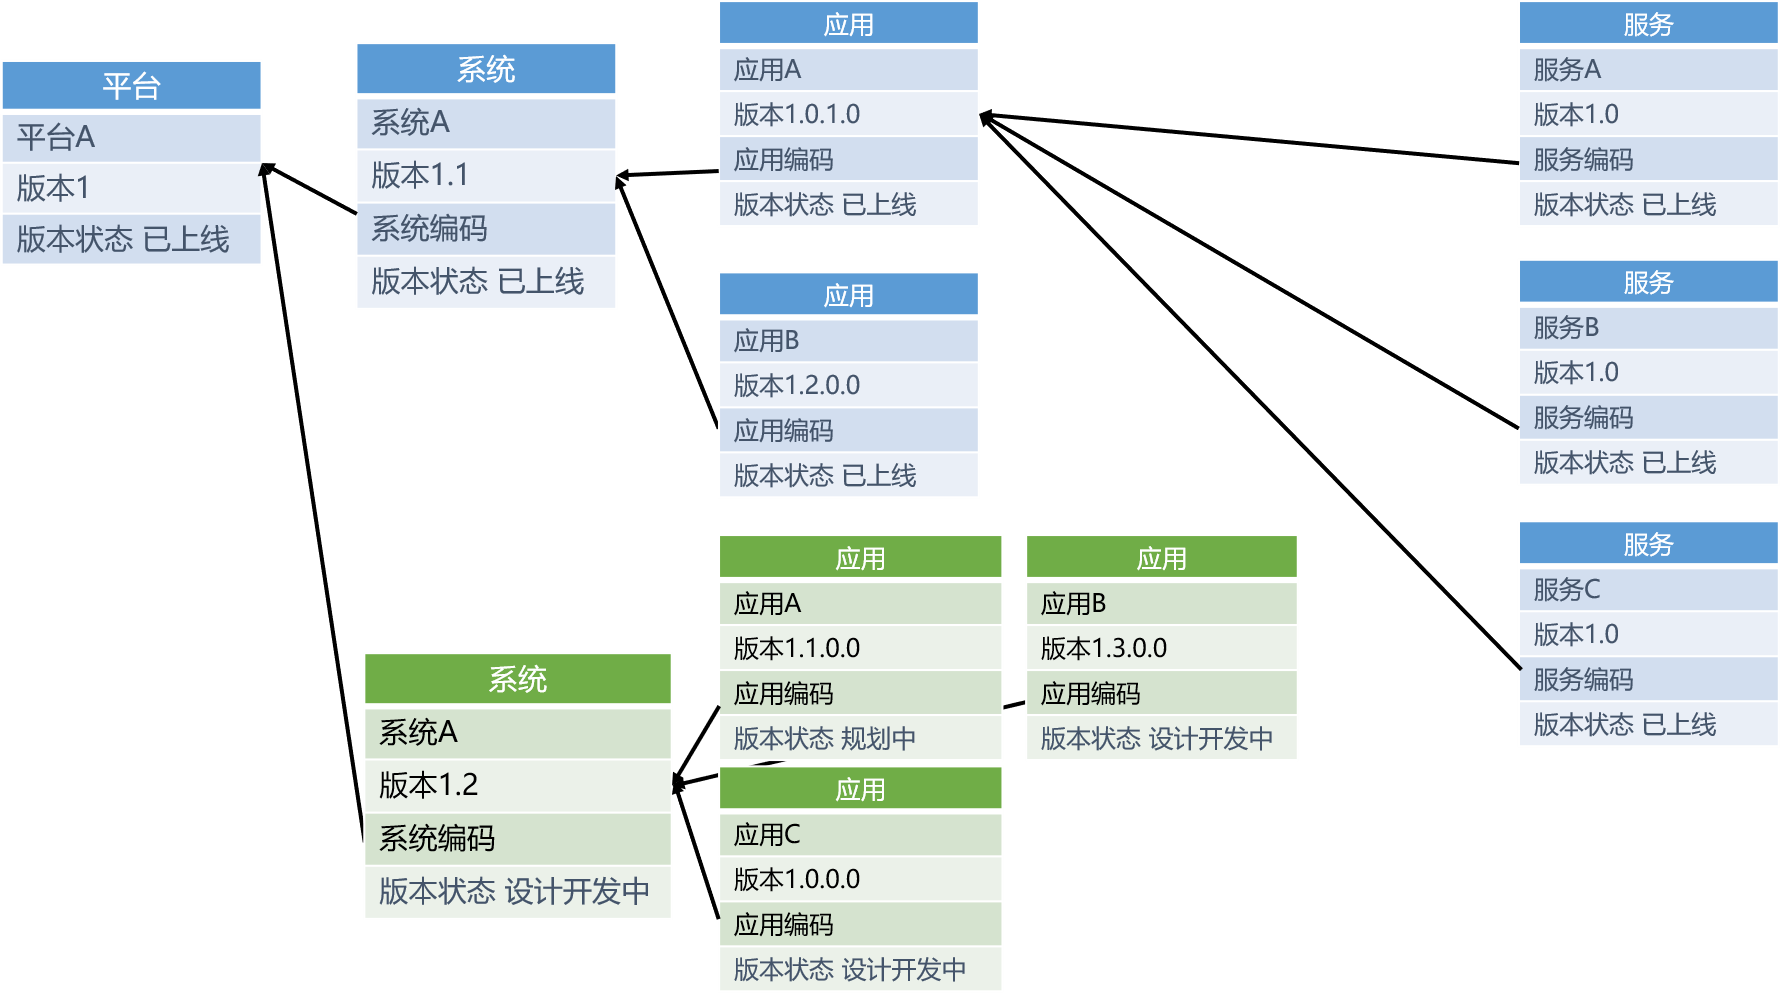 平台
平台A
版本1
版本状态 已上线
系统
系统A
版本1.1
系统编码
版本状态 已上线
应用
应用A
版本1.0.1.0
应用编码
版本状态 已上线
应用
应用B
版本1.2.0.0
应用编码
版本状态 已上线
服务
服务A
版本1.0
服务编码
版本状态 已上线
服务
服务B
版本1.0
服务编码
版本状态 已上线
服务
服务C
版本1.0
服务编码
版本状态 已上线
系统
系统A
版本1.2
系统编码
版本状态 设计开发中
应用
应用A
版本1.1.0.0
应用编码
版本状态 规划中
应用
应用B
版本1.3.0.0
应用编码
版本状态 设计开发中
应用
应用C
版本1.0.0.0
应用编码
版本状态 设计开发中